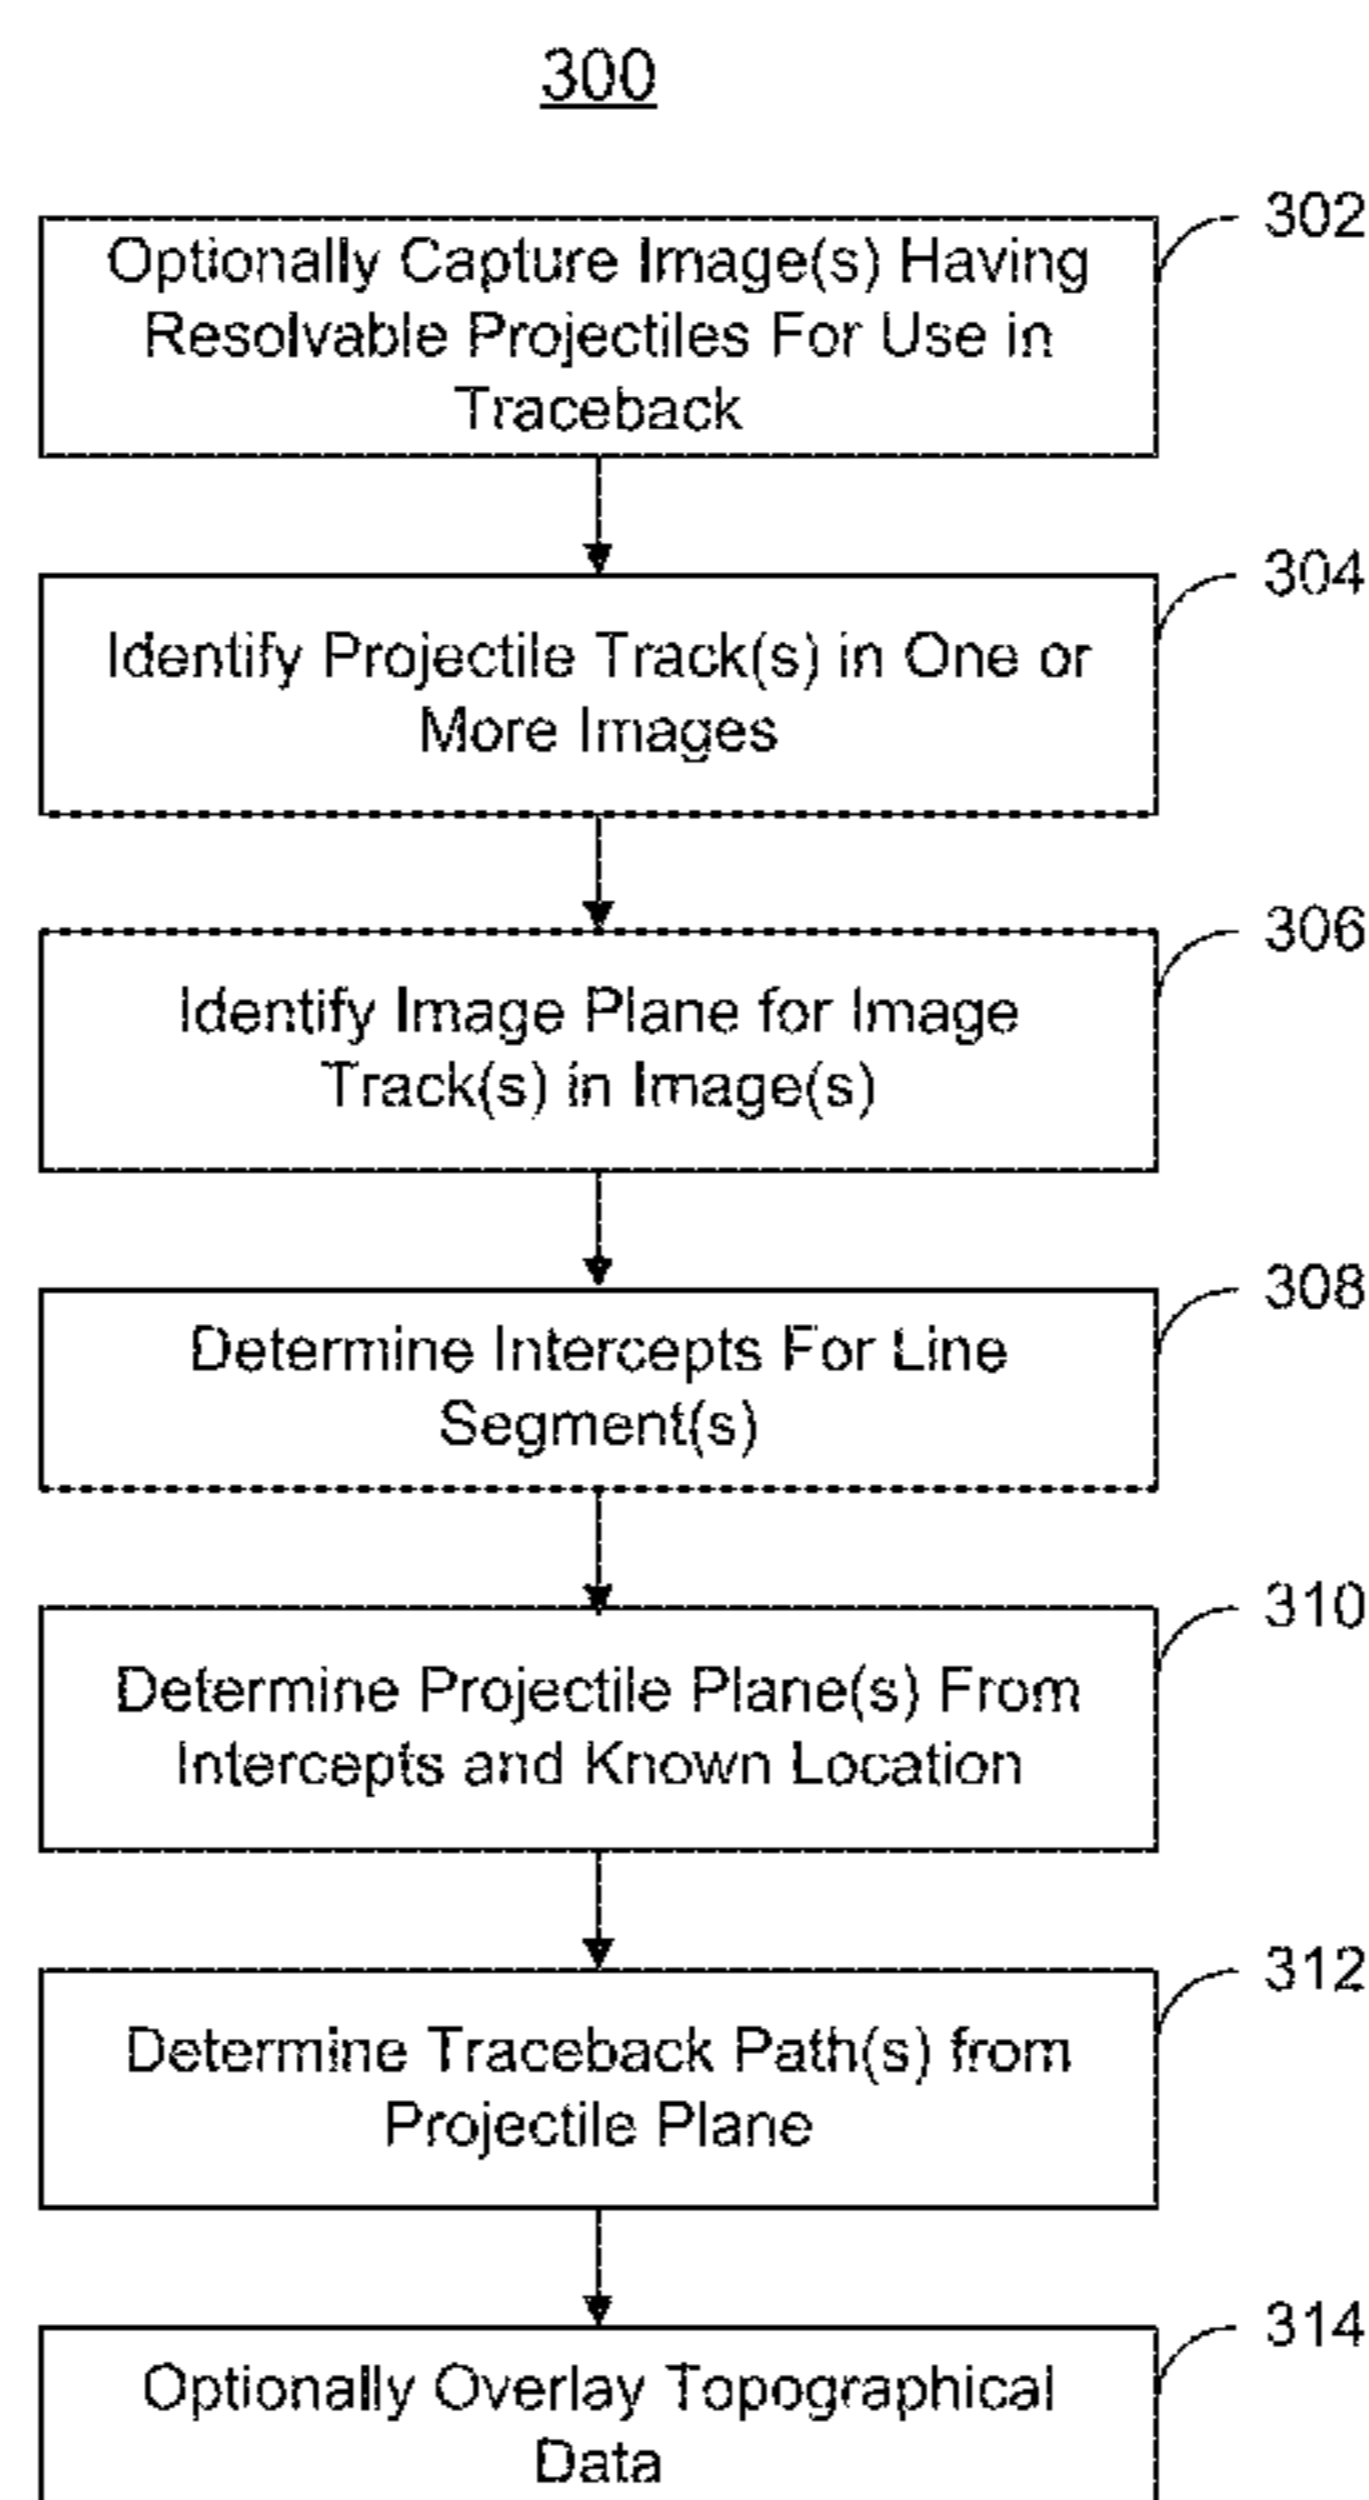 300
302
Optionally Capture Image(s) Having
Resolvable Projectiles For Use in
Traceback
304
Identify Projectile Track(s) in One or
More Images
306
Identify Image Plane for Image
Track(s) in Image(s)
308
Determine Intercepts For Line
Segment(s)
310
Determine Projectile Plane(s) From
Intercepts and Known Location
312
Determine Traceback Path(s) from
Projectile Plane
314
Optionally Overlay Topographical
Data